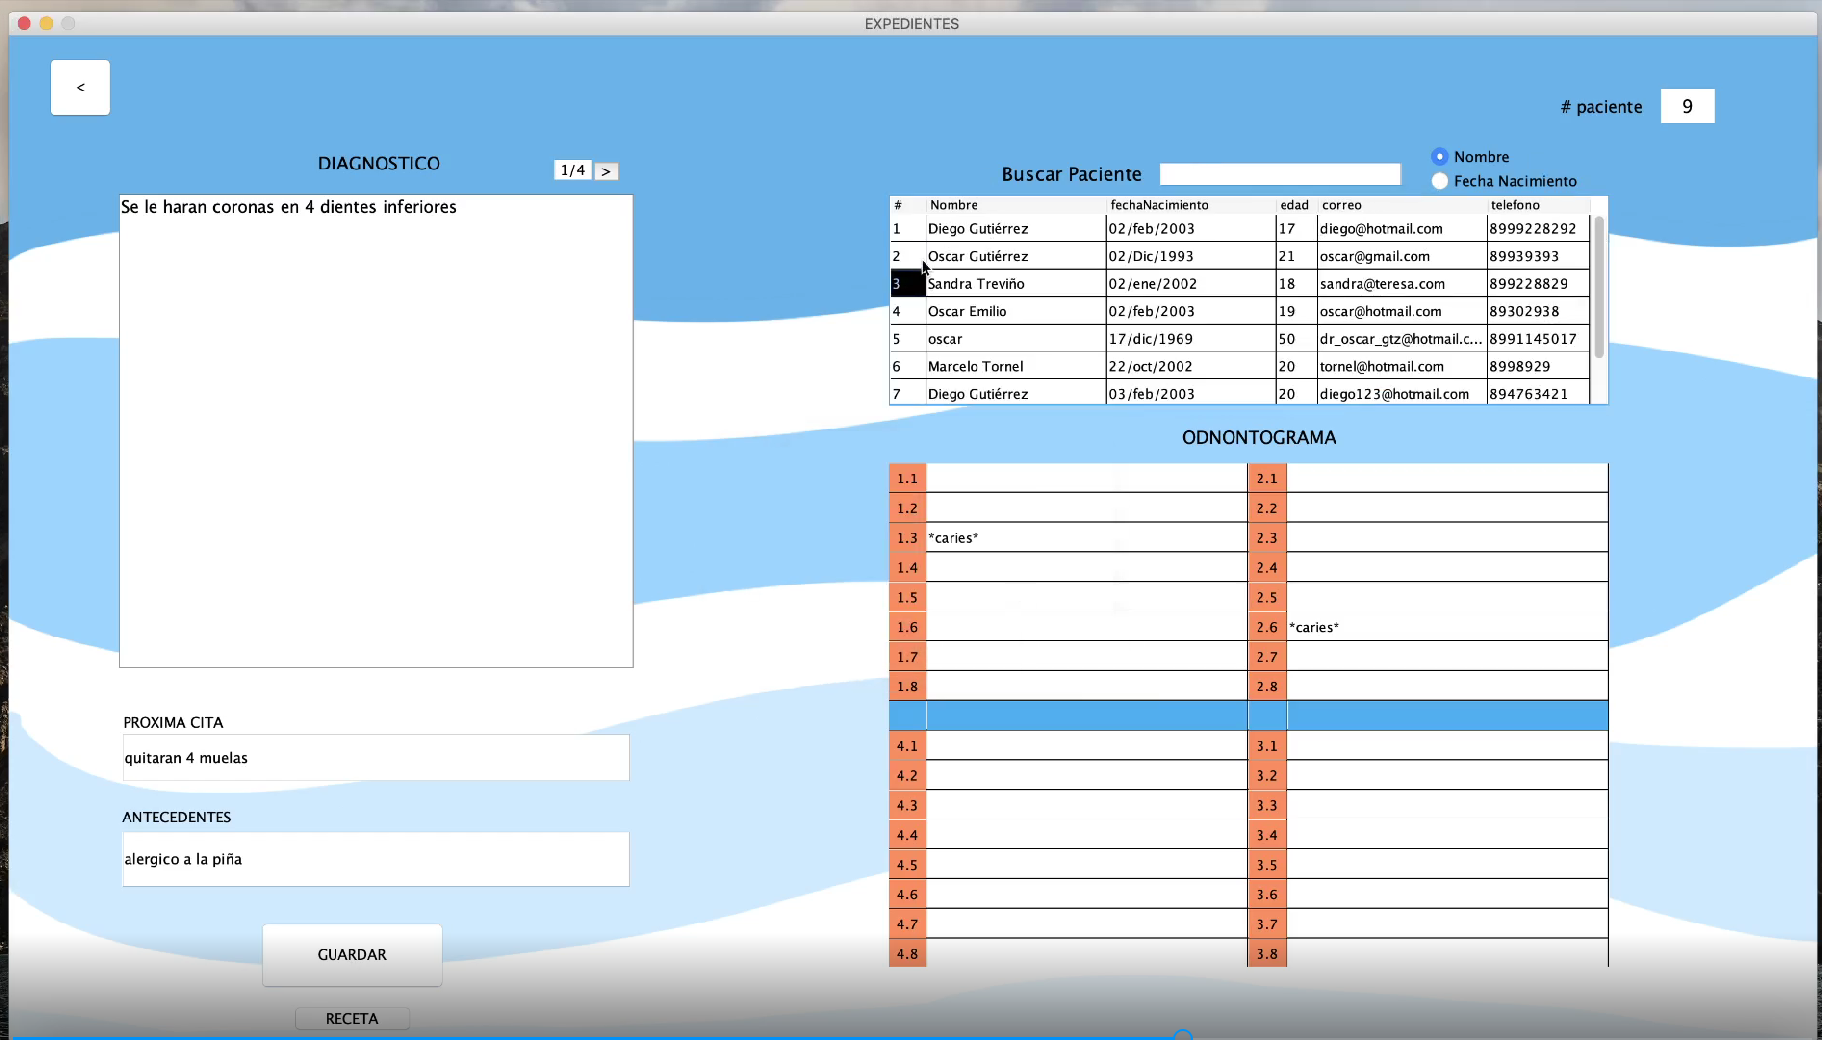 EXPEDIENTES
<
# paciente 9
DIAGNOSTICO 1/4 >
Se le haran coronas en 4 dientes inferiores
PROXIMA CITA
quitaran 4 muelas
ANTECEDENTES
alergico a la piña
GUARDAR
RECETA
Buscar Paciente
Nombre
Fecha Nacimiento
# Nombre fechaNacimiento edad correo telefono
1 Diego Gutiérrez 02/feb/2003 17 diego@hotmail.com 8999228292
2 Oscar Gutiérrez 02/Dic/1993 21 oscar@gmail.com 89939393
3 Sandra Treviño 02/ene/2002 18 sandra@teresa.com 899228829
4 Oscar Emilio 02/feb/2003 19 oscar@hotmail.com 89302938
5 oscar 17/dic/1969 50 dr_oscar_gtz@hotmail.c... 8991145017
6 Marcelo Tornel 22/oct/2002 20 tornel@hotmail.com 8998929
7 Diego Gutiérrez 03/feb/2003 20 diego123@hotmail.com 894763421
ODNONTOGRAMA
1.1 2.1
1.2 2.2
1.3 *caries* 2.3
1.4 2.4
1.5 2.5
1.6 2.6 *caries*
1.7 2.7
1.8 2.8
4.1 3.1
4.2 3.2
4.3 3.3
4.4 3.4
4.5 3.5
4.6 3.6
4.7 3.7
4.8 3.8